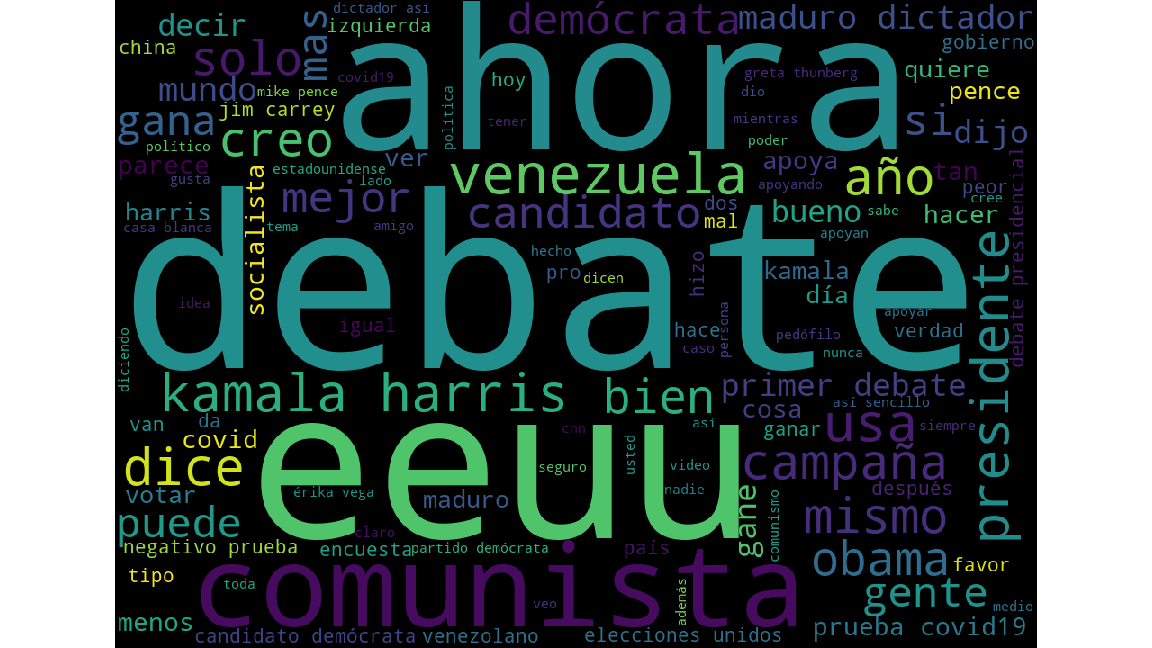 dictador asi
decir
izquierda
mas
demócrata
maduro dictador
china
solo
ahora
gobierno
covid19
hoy
greta thunberg
quiere
mundo
mike pence
dio
pence
gana
jim carrey
politica
tener
mientras
si
dijo
politico
creo
poder
parece
estadounidense
ver
venezuela
apoya
año
tan
gusta
lado
apoyando
peor
cree
debate presidencial
socialista
mejor
candidato
dos
bueno
sabe
hacer
harris
mal
casa blanca
tema
amigo
apoyan
debate
hecho
presidente
pro
dicen
hizo
kamala
día
idea
igual
apoyar
hace
persona
pedófilo
verdad
diciendo
caso
nunca
kamala harris
bien
primer debate
cosa
asi sencillo
van
da
eeuu
cnn
asi
ganar
usa
siempre
covid
dice
seguro
usted
video
campaña
votar
érika vega
maduro
nadie
gane
comunismo
después
puede
mismo
claro
negativo prueba
encuesta
partido demócrata
pais
obama
favor
tipo
toda
comunista
veo
además
gente
medio
menos
candidato demócrata
venezolano
elecciones unidos
prueba covid19